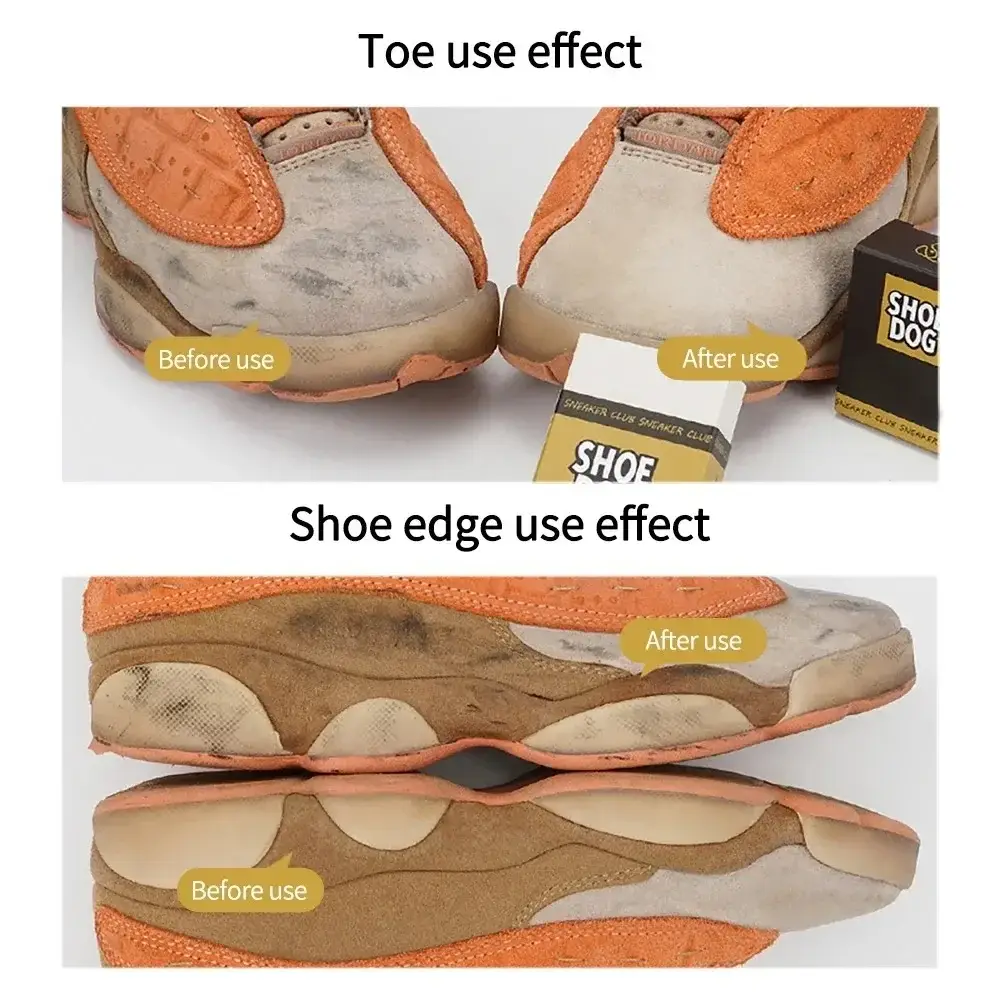 Toe use effect
Before use
After use
SHOE
DOG
SNEAKER CLUB SNEAKER
SNEAKER CLUB SNEAKER CLUB
SHOE
DOG
Shoe edge use effect
After use
Before use